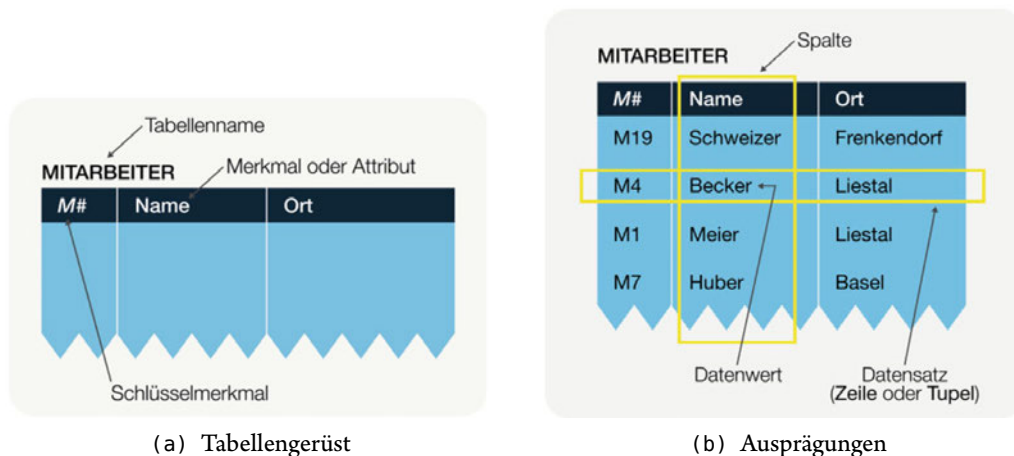 Tabellenname
MITARBEITER
Merkmal oder Attribut
M# Name Ort
Schlüsselmerkmal
(a) Tabellengerüst
Spalte
MITARBEITER
M# Name Ort
M19 Schweizer Frenkendorf
M4 Becker Liestal
M1 Meier Liestal
M7 Huber Basel
Datenwert
Datensatz
(Zeile oder Tupel)
(b) Ausprägungen